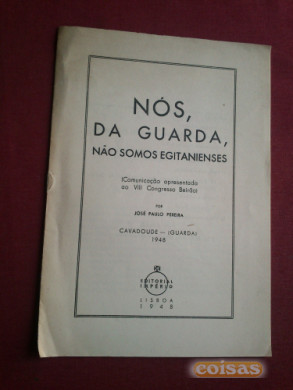 NÓS,
DA GUARDA,
NÃO SOMOS EGITANIENSES
(Comunicação apresentada
ao VIII Congresso Beirão)
POR
JOSÉ PAULO PEREIRA
CAVADOUDE — (GUARDA)
1948
EDITORIAL
IMPÉRIO
LISBOA
1948
coisas